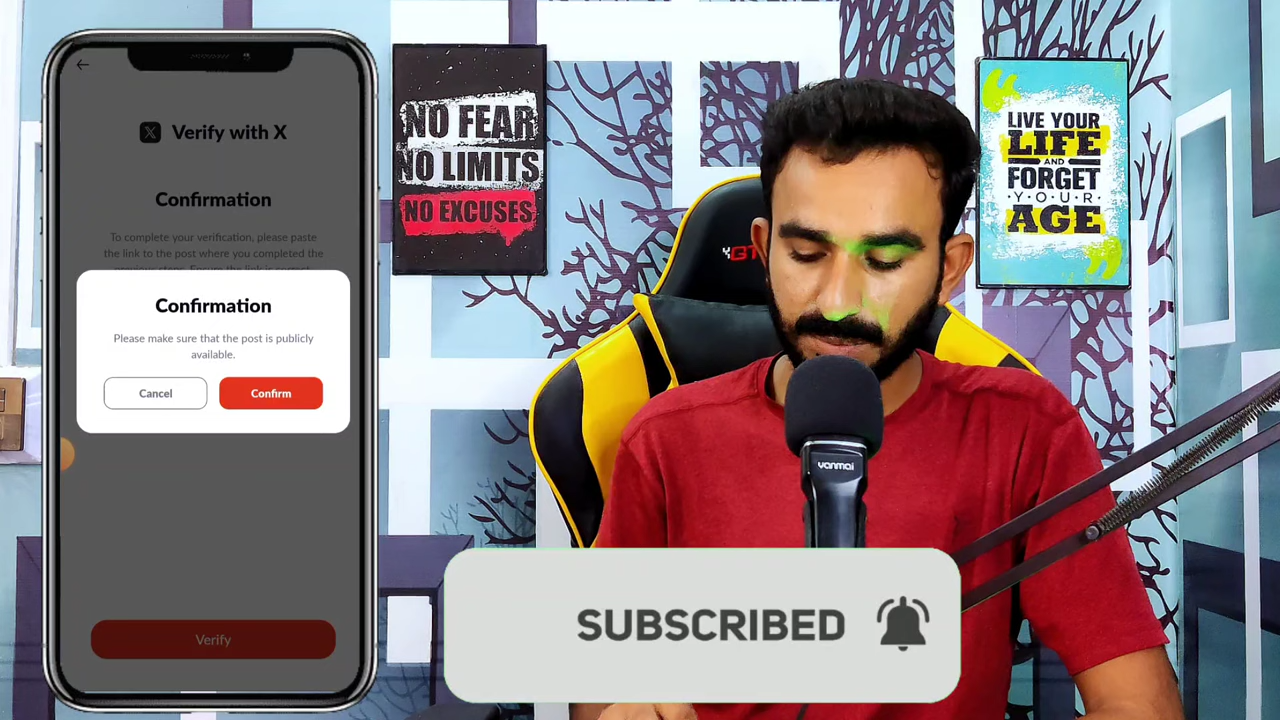 Verify with X
Confirmation
To complete your verification, please paste
the link to the post where you completed the
Confirmation
Please make sure that the post is publicly
available.
Cancel
Confirm
Verify
NO FEAR
NO LIMITS
NO EXCUSES
LIVE YOUR
LIFE
AND
FORGET
YOUR
AGE
GT
yanmai
SUBSCRIBED